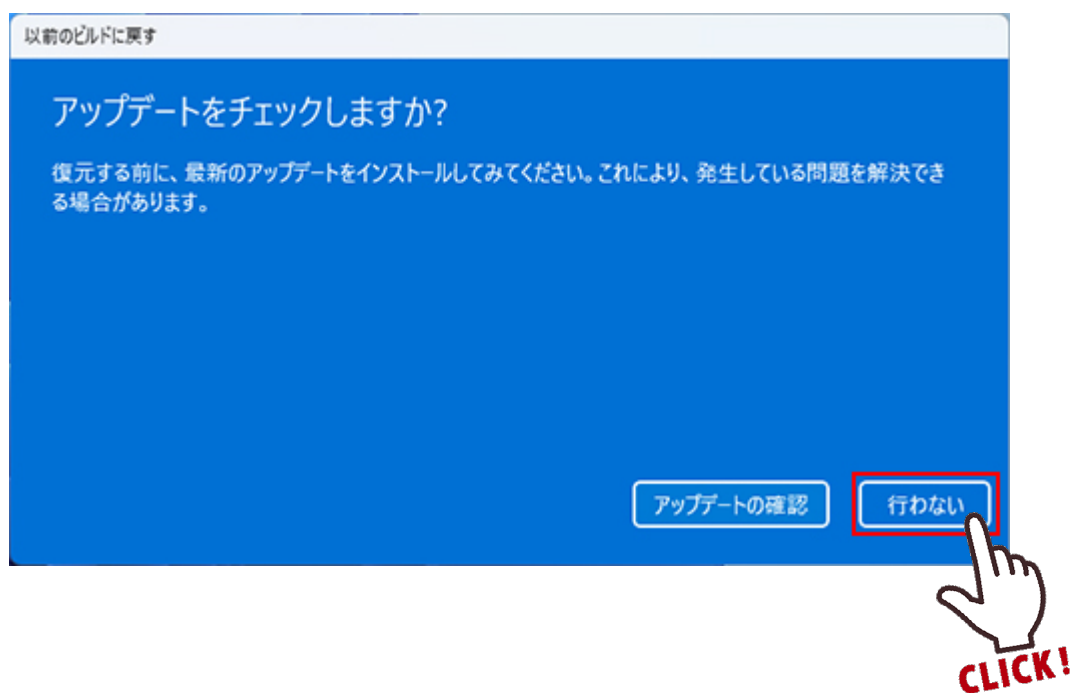 以前のビルドに戻す
アップデートをチェックしますか?
復元する前に、最新のアップデートをインストールしてみてください。これにより、発生している問題を解決でき
る場合があります。
アップデートの確認
行わない
CLICK!